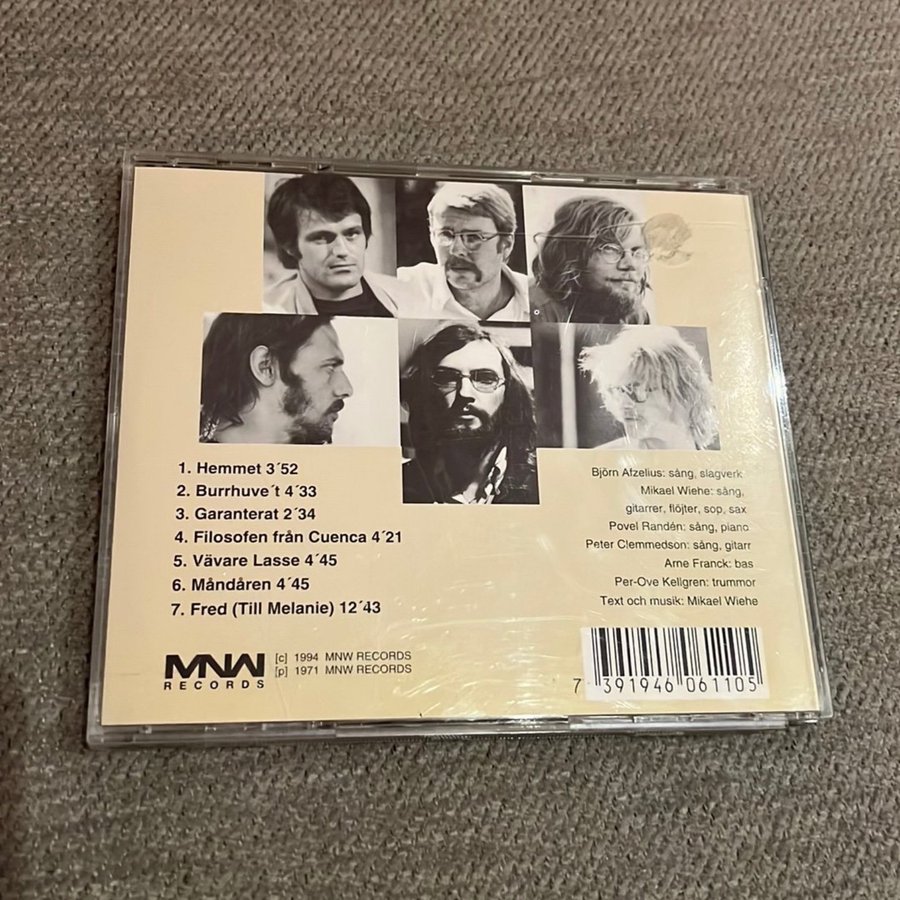 1. Hemmet 3´52
2. Burrhuve´t 4´33
3. Garanterat 2´34
4. Filosofen från Cuenca 4´21
5. Vävare Lasse 4´45
6. Måndåren 4´45
7. Fred (Till Melanie) 12´43
Björn Afzelius: sång, slagverk
Mikael Wiehe: sång,
gitarrer, flöjter, sop, sax
Povel Randén: sång, piano
Peter Clemmedson: sång, gitarr
Arne Franck: bas
Per-Ove Kellgren: trummor
Text och musik: Mikael Wiehe
MNW
RECORDS
[c] 1994 MNW RECORDS
[p] 1971 MNW RECORDS
7 391946 061105